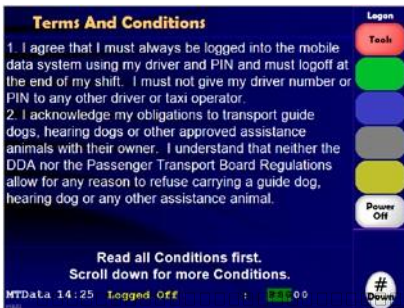 Terms And Conditions
Logon
Tools
1. I agree that I must always be logged into the mobile
data system using my driver and PIN and must logoff at
the end of my shift. I must not give my driver number or
PIN to any other driver or taxi operator.
2. I acknowledge my obligations to transport guide
dogs, hearing dogs or other approved assistance
animals with their owner. I understand that neither the
DDA nor the Passenger Transport Board Regulations
allow for any reason to refuse carrying a guide dog,
hearing dog or any other assistance animal.
Power
Off
Read all Conditions first.
Scroll down for more Conditions.
#
Down
MTData 14:25 Logged Off : 00